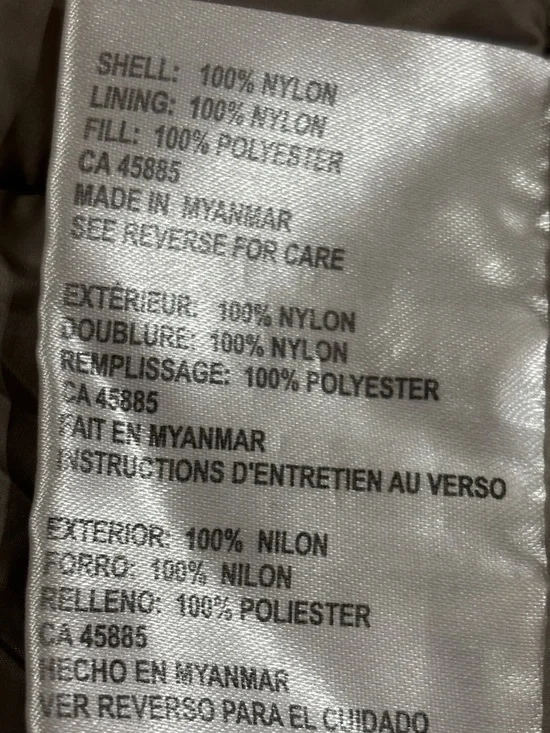 SHELL: 100% NYLON
LINING: 100% NYLON
FILL: 100% POLYESTER
CA 45885
MADE IN MYANMAR
SEE REVERSE FOR CARE
EXTÉRIEUR: 100% NYLON
DOUBLURE: 100% NYLON
REMPLISSAGE: 100% POLYESTER
CA 45885
FAIT EN MYANMAR
INSTRUCTIONS D'ENTRETIEN AU VERSO
EXTERIOR: 100% NILON
FORRO: 100% NILON
RELLENO: 100% POLIESTER
CA 45885
HECHO EN MYANMAR
VER REVERSO PARA EL CUIDADO